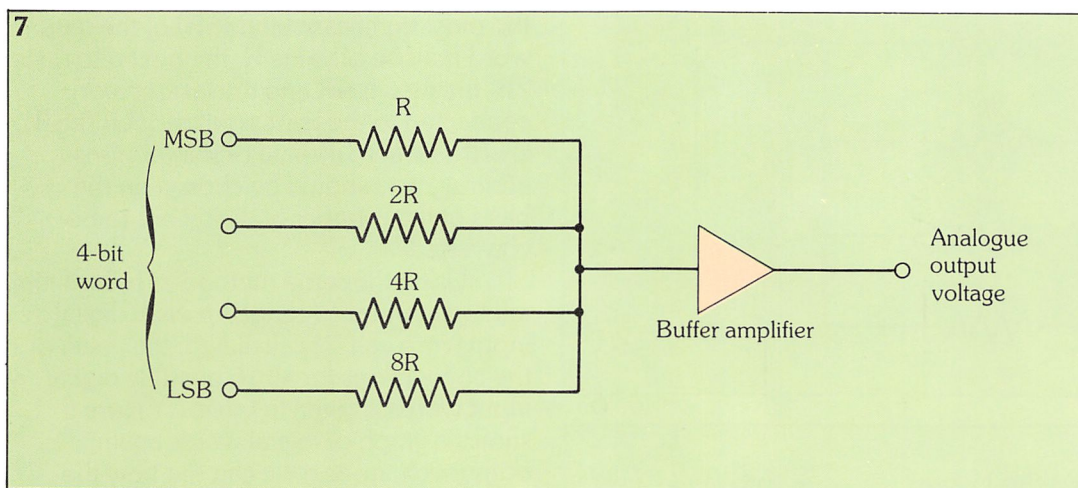 7
MSB
R
2R
4-bit
word
4R
LSB
8R
Buffer amplifier
Analogue
output
voltage